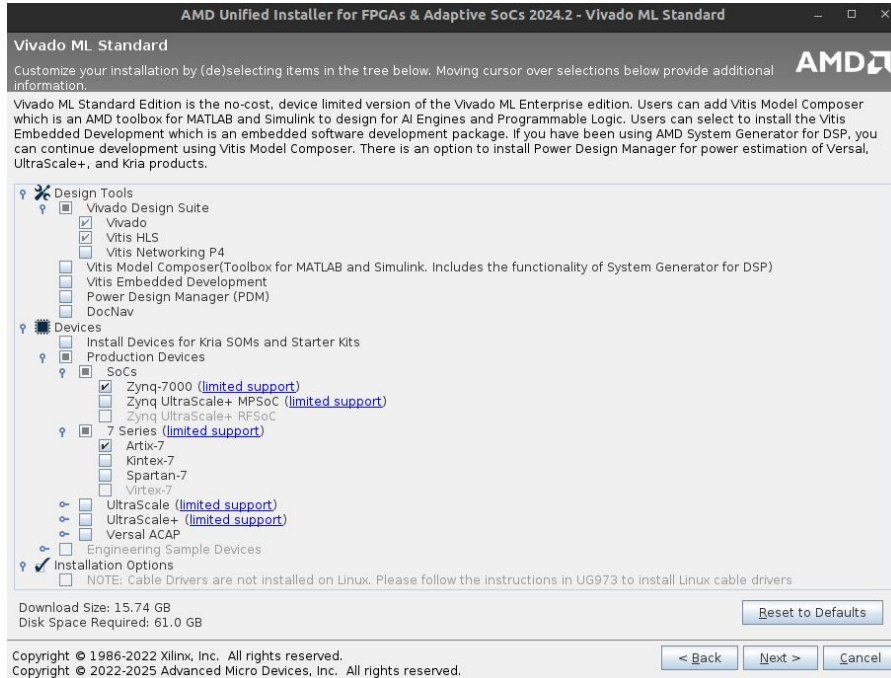 AMD Unified Installer for FPGAs & Adaptive SoCs 2024.2 - Vivado ML Standard
Vivado ML Standard
Customize your installation by (de)selecting items in the tree below. Moving cursor over selections below provide additional
information.
AMD
Vivado ML Standard Edition is the no-cost, device limited version of the Vivado ML Enterprise edition. Users can add Vitis Model Composer
which is an AMD toolbox for MATLAB and Simulink to design for AI Engines and Programmable Logic. Users can select to install the Vitis
Embedded Development which is an embedded software development package. If you have been using AMD System Generator for DSP, you
can continue development using Vitis Model Composer. There is an option to install Power Design Manager for power estimation of Versal,
UltraScale+, and Kria products.
Design Tools
Vivado Design Suite
Vivado
Vitis HLS
Vitis Networking P4
Vitis Model Composer(Toolbox for MATLAB and Simulink. Includes the functionality of System Generator for DSP)
Vitis Embedded Development
Power Design Manager (PDM)
DocNav
Devices
Install Devices for Kria SOMs and Starter Kits
Production Devices
SoCs
Zynq-7000 (limited support)
Zynq UltraScale+ MPSoC (limited support)
Zynq UltraScale+ RFSoC
7 Series (limited support)
Artix-7
Kintex-7
Spartan-7
Virtex-7
UltraScale (limited support)
UltraScale+ (limited support)
Versal ACAP
Engineering Sample Devices
Installation Options
NOTE: Cable Drivers are not installed on Linux. Please follow the instructions in UG973 to install Linux cable drivers
Download Size: 15.74 GB
Disk Space Required: 61.0 GB
Reset to Defaults
Copyright © 1986-2022 Xilinx, Inc. All rights reserved.
Copyright © 2022-2025 Advanced Micro Devices, Inc. All rights reserved.
< Back
Next >
Cancel